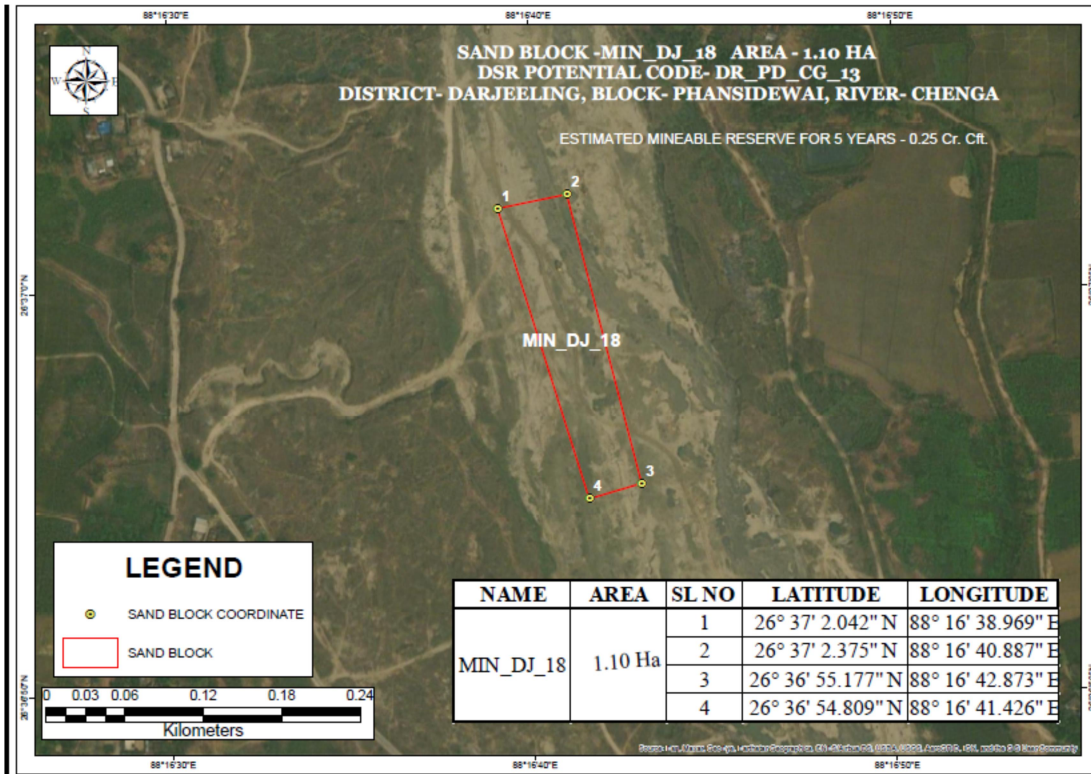 88°16'30"E 88°16'40"E 88°16'50"E
N
W E
S
SAND BLOCK -MIN_DJ_18 AREA - 1.10 HA
DSR POTENTIAL CODE- DR_PD_CG_13
DISTRICT- DARJEELING, BLOCK- PHANSIDEWAI, RIVER- CHENGA
ESTIMATED MINEABLE RESERVE FOR 5 YEARS - 0.25 Cr. Cft.
1
2
26°37'0"N
MIN_DJ_18
3
4
LEGEND
SAND BLOCK COORDINATE
SAND BLOCK
26°36'50"N
0 0.03 0.06 0.12 0.18 0.24
Kilometers
NAME AREA SL NO LATITUDE LONGITUDE
MIN_DJ_18 1.10 Ha
1 26° 37' 2.042" N 88° 16' 38.969" E
2 26° 37' 2.375" N 88° 16' 40.887" E
3 26° 36' 55.177" N 88° 16' 42.873" E
4 26° 36' 54.809" N 88° 16' 41.426" E
and the GIS User Community
88°16'30"E 88°16'40"E 88°16'50"E